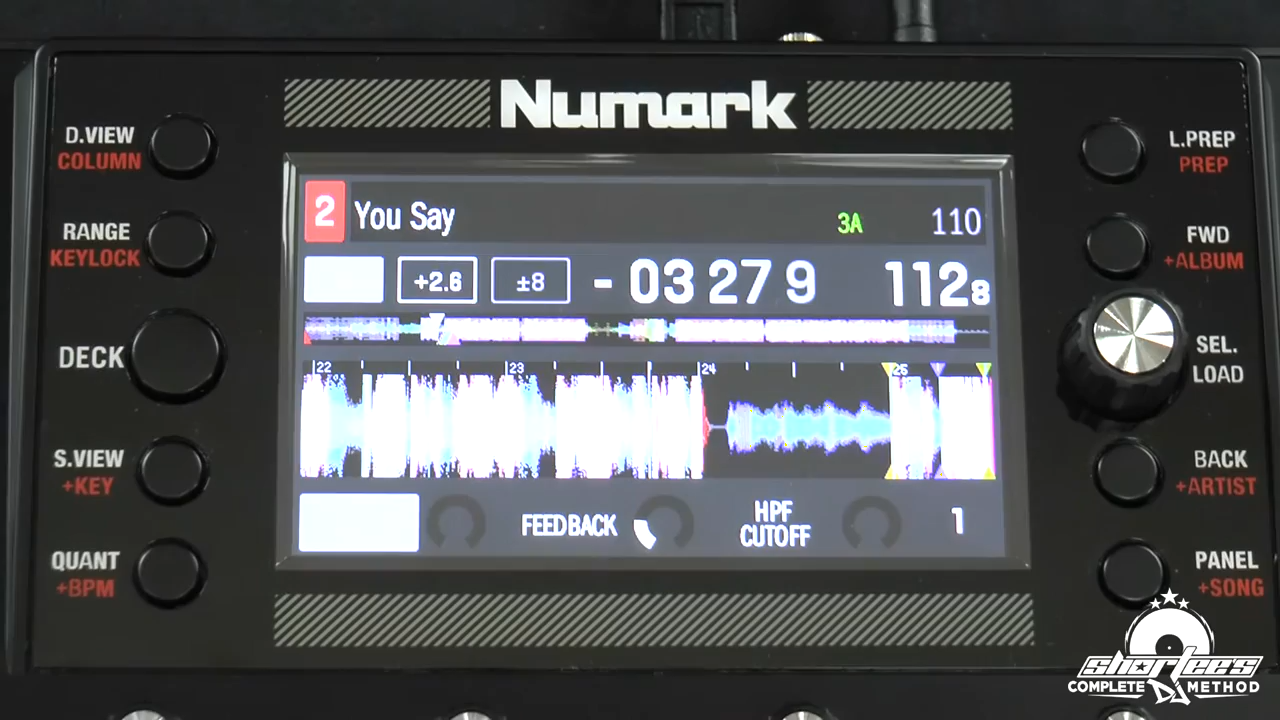 Numark
D.VIEW
COLUMN
RANGE
KEYLOCK
DECK
S.VIEW
+KEY
QUANT
+BPM
2 You Say 3A 110
+2.6 ±8 - 03 27 9 112 8
22 23 24 25
FEEDBACK
HPF
CUTOFF
1
L.PREP
PREP
FWD
+ALBUM
SEL.
LOAD
BACK
+ARTIST
PANEL
+SONG
shortees
COMPLETE DJ METHOD